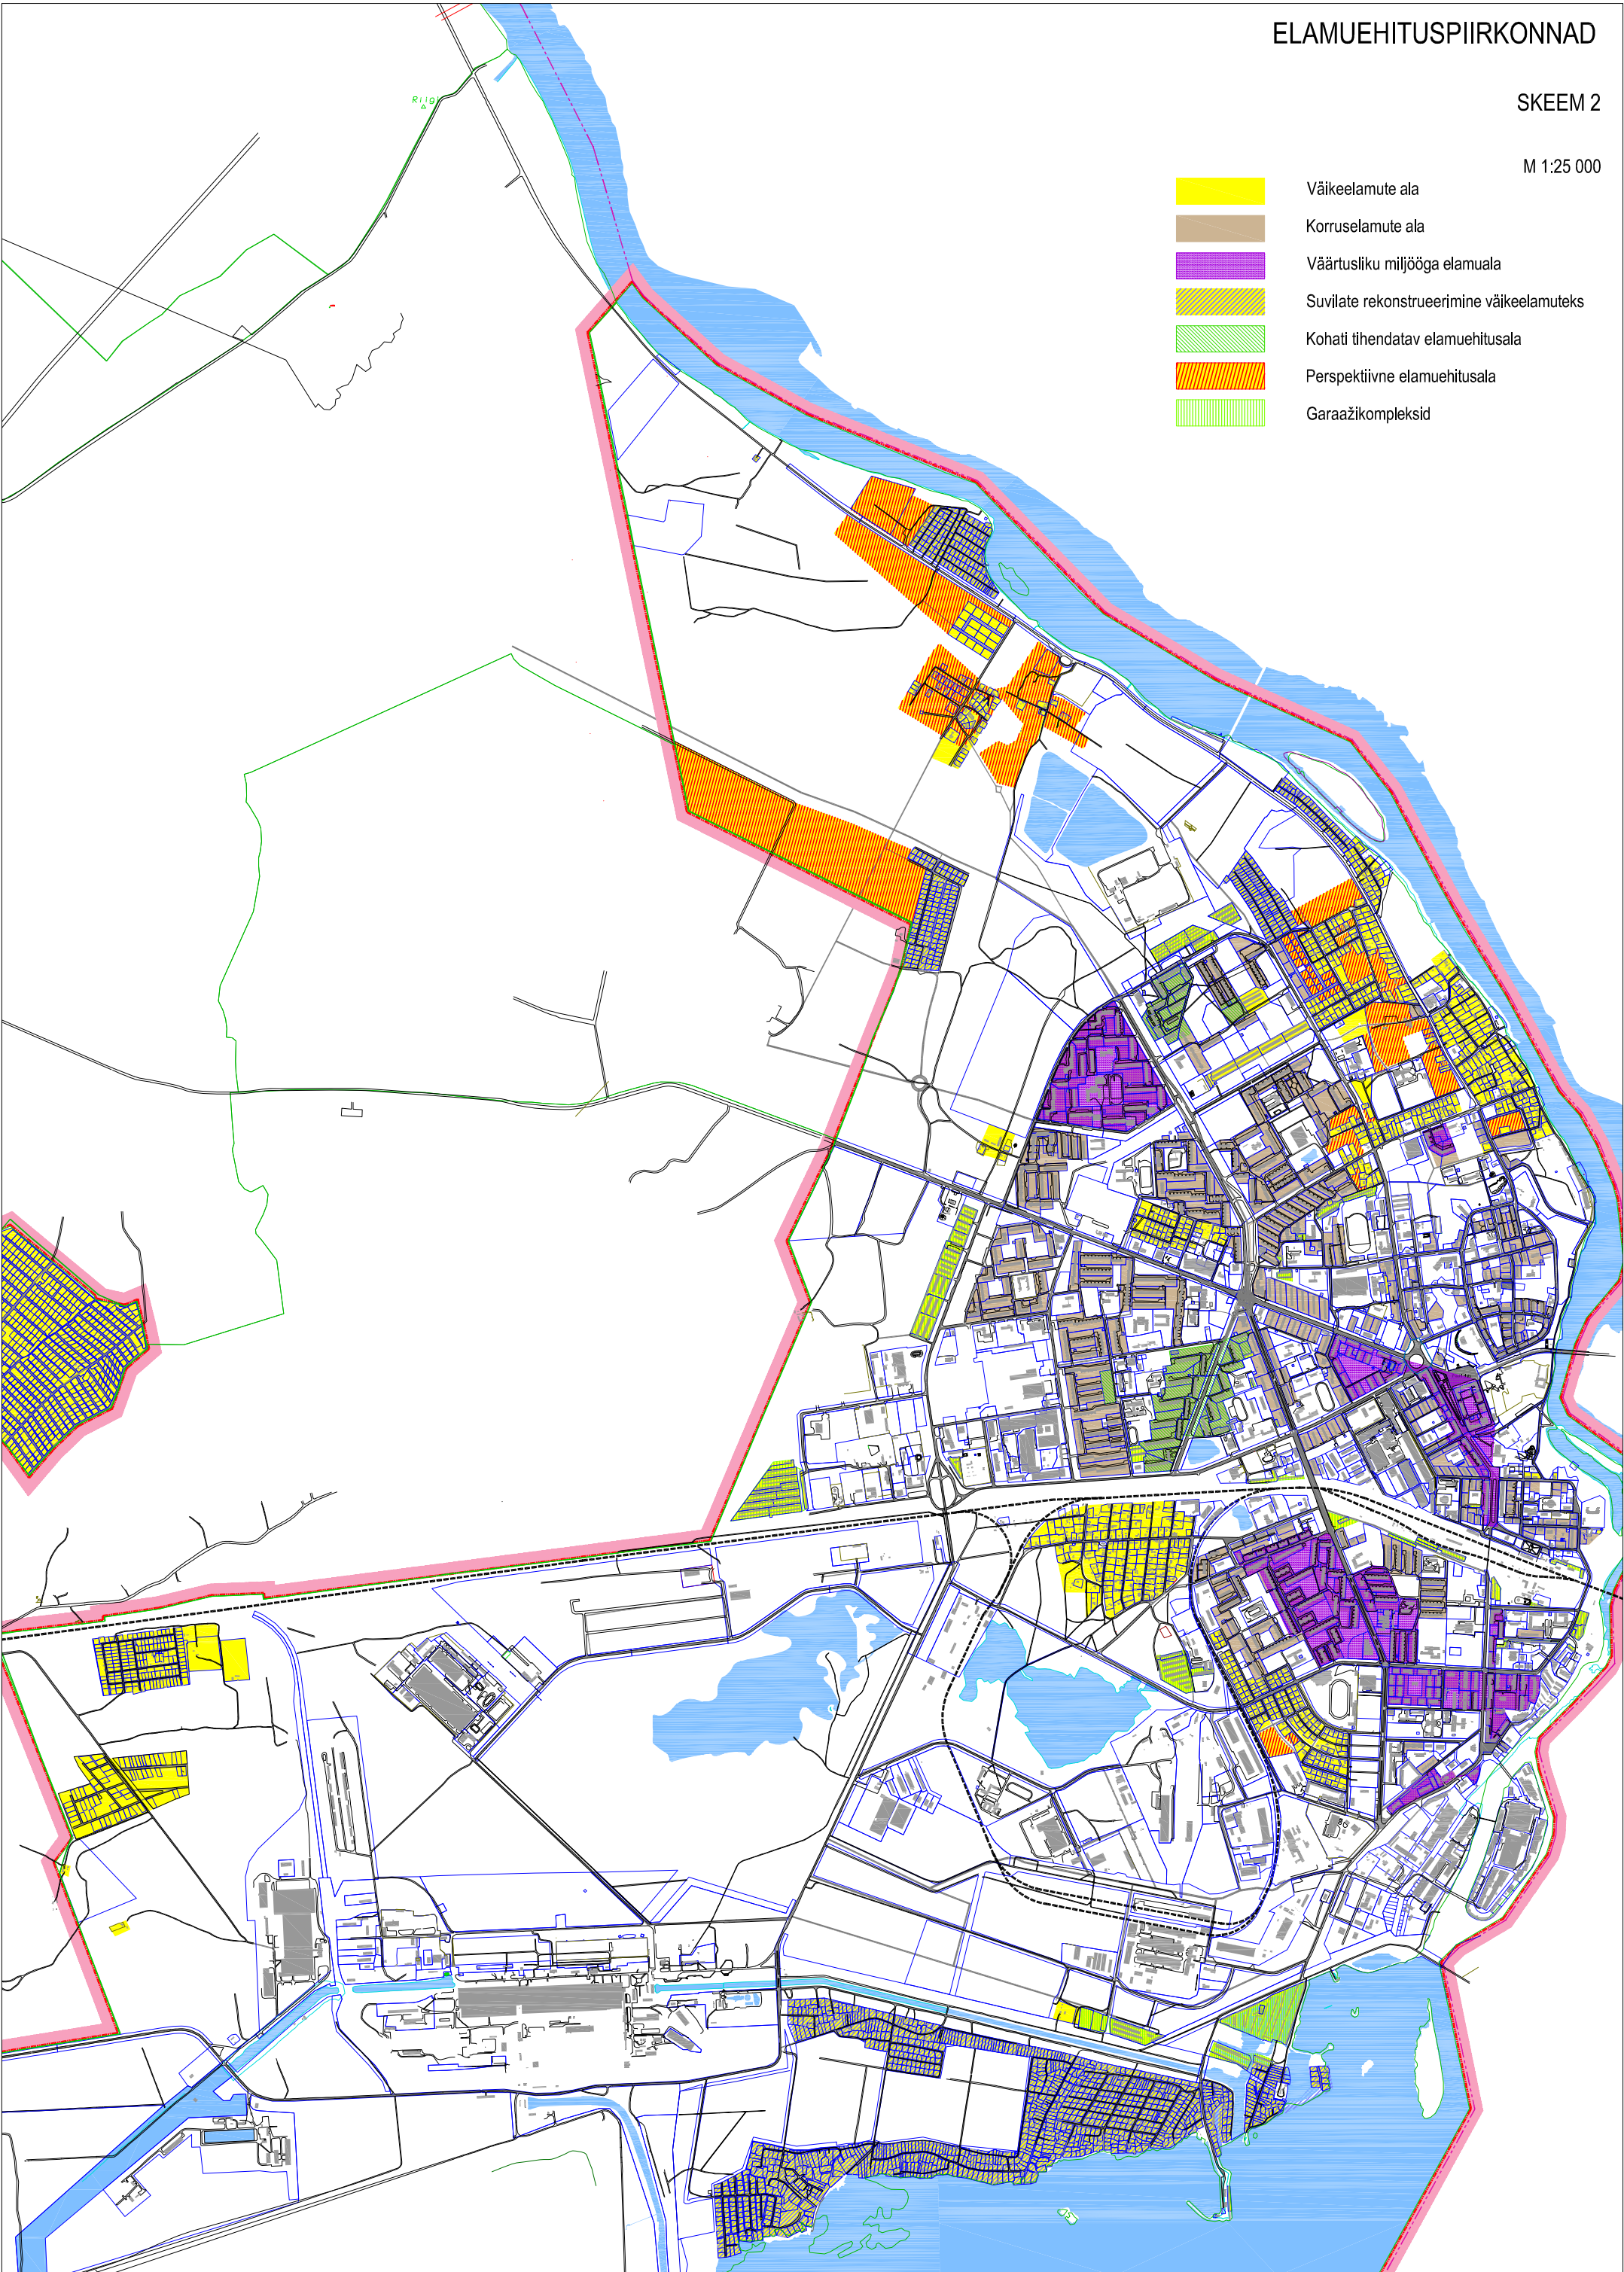 ELAMUEHITUSPIIRKONNAD
SKEEM 2
M 1:25 000
Väikeelamute ala
Korruselamute ala
Väärtusliku miljööga elamuala
Suvilate rekonstrueerimine väikeelamuteks
Kohati tihendatav elamuehitusala
Perspektiivne elamuehitusala
Garaažikompleksid